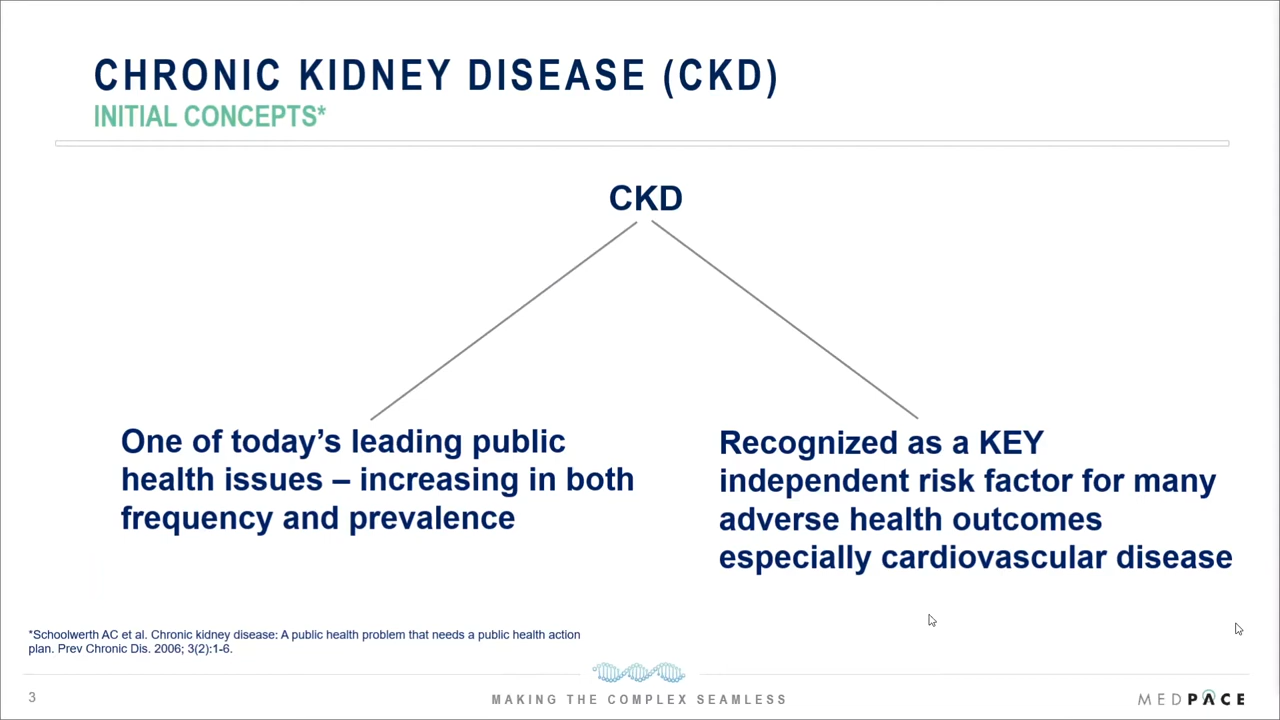 CHRONIC KIDNEY DISEASE (CKD)
INITIAL CONCEPTS*
CKD
One of today’s leading public
health issues – increasing in both
frequency and prevalence
Recognized as a KEY
independent risk factor for many
adverse health outcomes
especially cardiovascular disease
*Schoolwerth AC et al. Chronic kidney disease: A public health problem that needs a public health action
plan. Prev Chronic Dis. 2006; 3(2):1-6.
3
MAKING THE COMPLEX SEAMLESS
MEDPACE